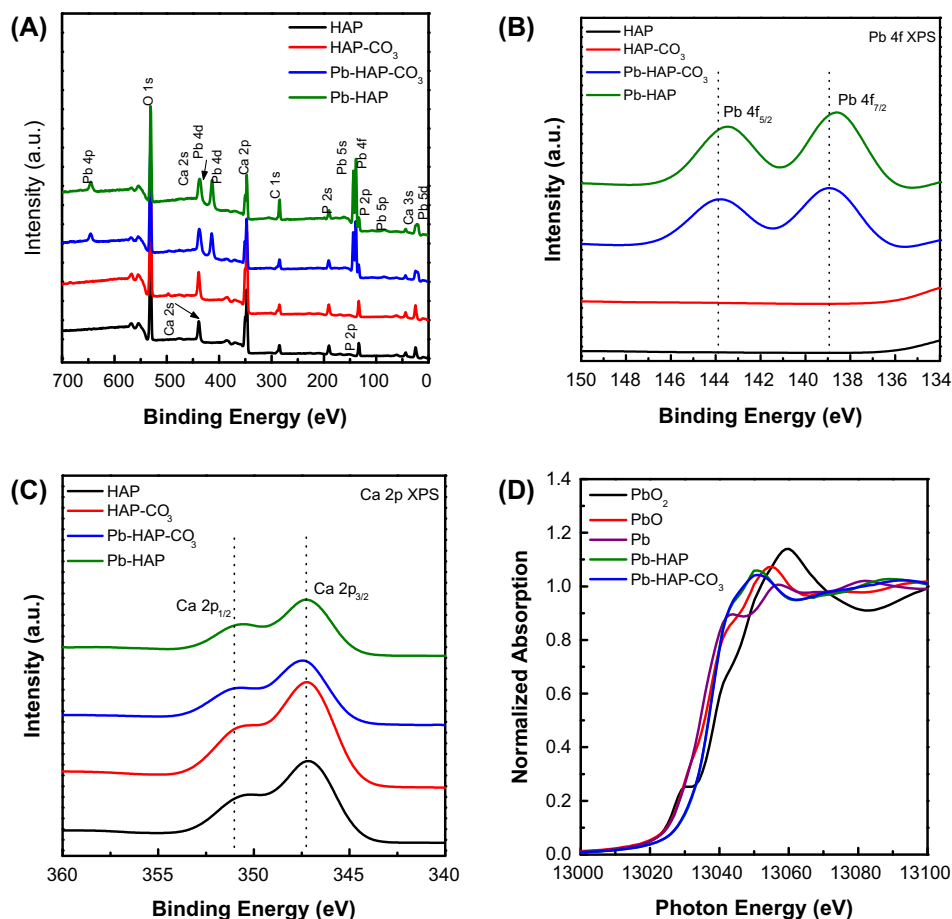 (A)
HAP
HAP-CO₃
Pb-HAP-CO₃
Pb-HAP
Pb 4p
O 1s
Ca 2s
Pb 4d
Pb 4d
Ca 2p
C 1s
P 2s
Pb 5s
Pb 4f
P 2p
Pb 5p
Ca 3s
Pb 5d
Ca 2s
P 2p
Intensity (a.u.)
700 600 500 400 300 200 100 0
Binding Energy (eV)
(B)
HAP
HAP-CO₃
Pb-HAP-CO₃
Pb-HAP
Pb 4f XPS
Pb 4f₅/₂
Pb 4f₇/₂
Intensity (a.u.)
150 148 146 144 142 140 138 136 134
Binding Energy (eV)
(C)
HAP
HAP-CO₃
Pb-HAP-CO₃
Pb-HAP
Ca 2p XPS
Ca 2p₁/₂
Ca 2p₃/₂
Intensity (a.u.)
360 355 350 345 340
Binding Energy (eV)
(D)
PbO₂
PbO
Pb
Pb-HAP
Pb-HAP-CO₃
Normalized Absorption
1.4
1.2
1.0
0.8
0.6
0.4
0.2
0.0
13000 13020 13040 13060 13080 13100
Photon Energy (eV)